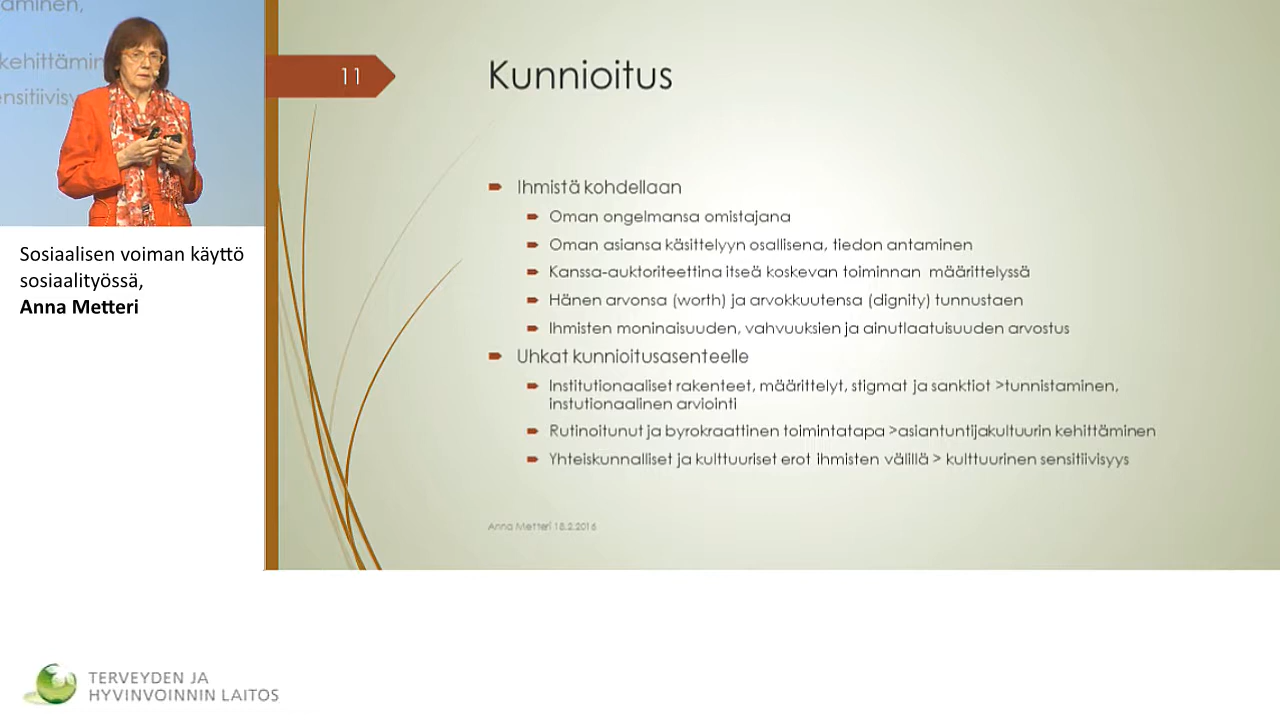 taminen,
kehittämin
ensitiivisy
Sosiaalisen voiman käyttö
sosiaalityössä,
Anna Metteri
11
Kunnioitus
Ihmistä kohdellaan
Oman ongelmansa omistajana
Oman asiansa käsittelyyn osallisena, tiedon antaminen
Kanssa-auktoriteettina itseä koskevan toiminnan määrittelyssä
Hänen arvonsa (worth) ja arvokkuutensa (dignity) tunnustaen
Ihmisten moninaisuuden, vahvuuksien ja ainutlaatuisuuden arvostus
Uhkat kunnioitusasenteelle
Institutionaaliset rakenteet, määrittelyt, stigmat ja sanktiot >tunnistaminen,
instutionaalinen arviointi
Rutinoitunut ja byrokraattinen toimintatapa >asiantuntijakultuurin kehittäminen
Yhteiskunnalliset ja kulttuuriset erot ihmisten välillä > kulttuurinen sensitiivisyys
Anna Metteri 18.2.2016
TERVEYDEN JA
HYVINVOINNIN LAITOS